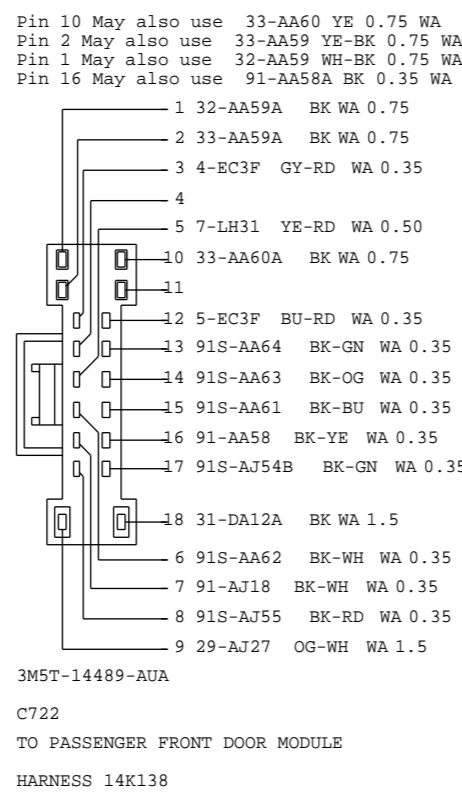 Pin 10 May also use 33-AA60 YE 0.75 WA
Pin 2 May also use 33-AA59 YE-BK 0.75 WA
Pin 1 May also use 32-AA59 WH-BK 0.75 WA
Pin 16 May also use 91-AA58A BK 0.35 WA
1 32-AA59A BK WA 0.75
2 33-AA59A BK WA 0.75
3 4-EC3F GY-RD WA 0.35
4
5 7-LH31 YE-RD WA 0.50
10 33-AA60A BK WA 0.75
11
12 5-EC3F BU-RD WA 0.35
13 91S-AA64 BK-GN WA 0.35
14 91S-AA63 BK-OG WA 0.35
15 91S-AA61 BK-BU WA 0.35
16 91-AA58 BK-YE WA 0.35
17 91S-AJ54B BK-GN WA 0.35
18 31-DA12A BK WA 1.5
6 91S-AA62 BK-WH WA 0.35
7 91-AJ18 BK-WH WA 0.35
8 91S-AJ55 BK-RD WA 0.35
9 29-AJ27 OG-WH WA 1.5
3M5T-14489-AUA
C722
TO PASSENGER FRONT DOOR MODULE
HARNESS 14K138